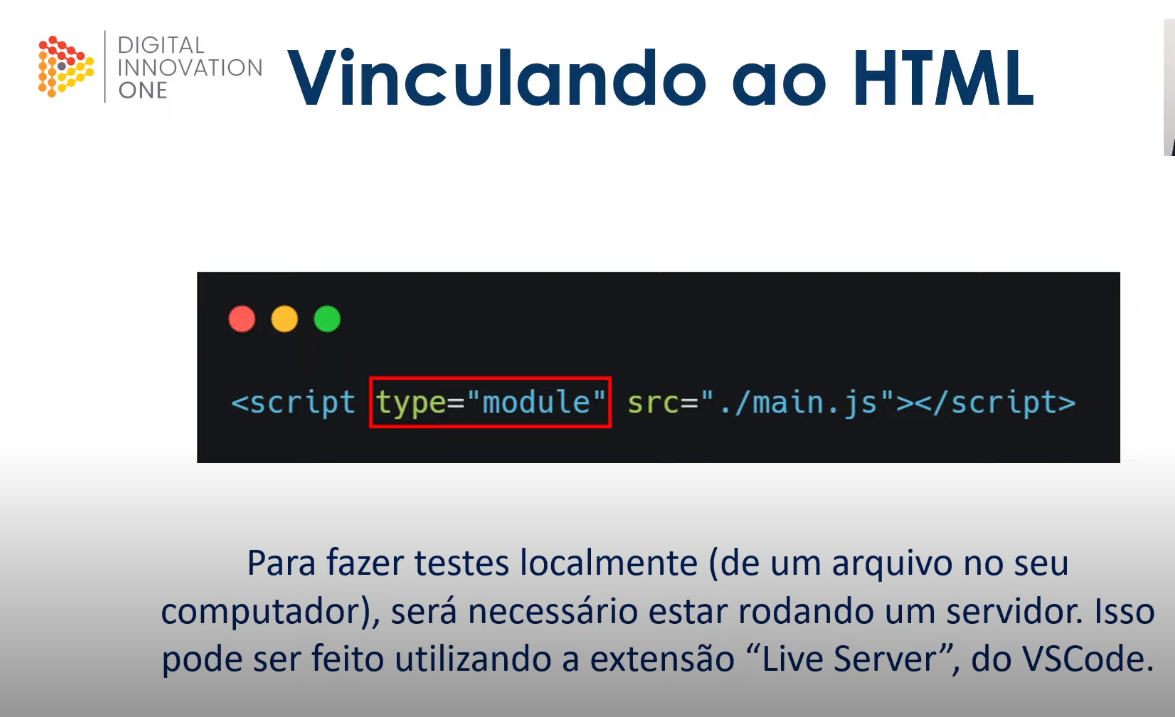 DIGITAL
INNOVATION
ONE
Vinculando ao HTML
<script type="module" src="./main.js"></script>
Para fazer testes localmente (de um arquivo no seu
computador), será necessário estar rodando um servidor. Isso
pode ser feito utilizando a extensão “Live Server”, do VSCode.